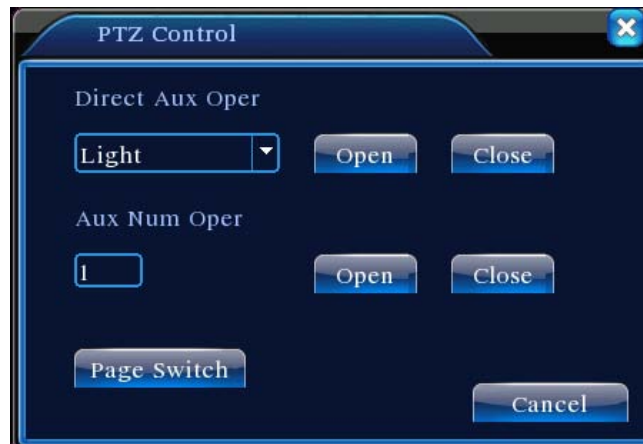 PTZ Control
Direct Aux Oper
Light Open Close
Aux Num Oper
1 Open Close
Page Switch
Cancel